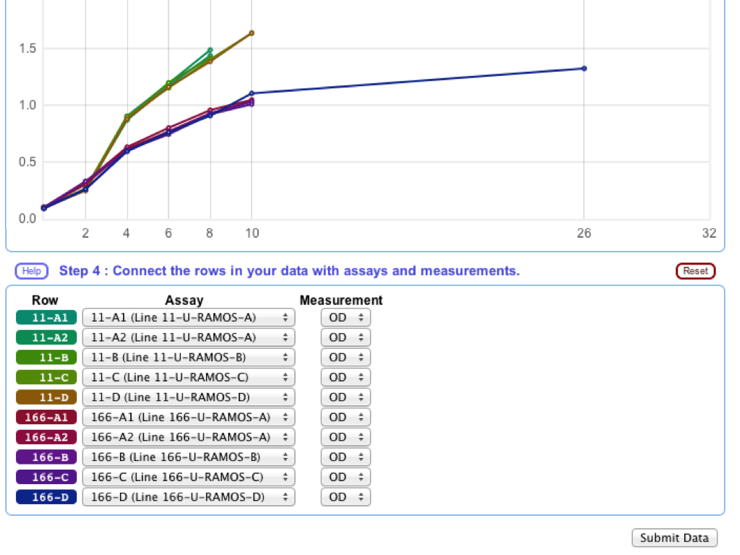 1.5
1.0
0.5
0.0
2 4 6 8 10 26 32
Help Step 4 : Connect the rows in your data with assays and measurements. Reset
Row Assay Measurement
11-A1 11-A1 (Line 11-U-RAMOS-A) OD
11-A2 11-A2 (Line 11-U-RAMOS-A) OD
11-B 11-B (Line 11-U-RAMOS-B) OD
11-C 11-C (Line 11-U-RAMOS-C) OD
11-D 11-D (Line 11-U-RAMOS-D) OD
166-A1 166-A1 (Line 166-U-RAMOS-A) OD
166-A2 166-A2 (Line 166-U-RAMOS-A) OD
166-B 166-B (Line 166-U-RAMOS-B) OD
166-C 166-C (Line 166-U-RAMOS-C) OD
166-D 166-D (Line 166-U-RAMOS-D) OD
Submit Data